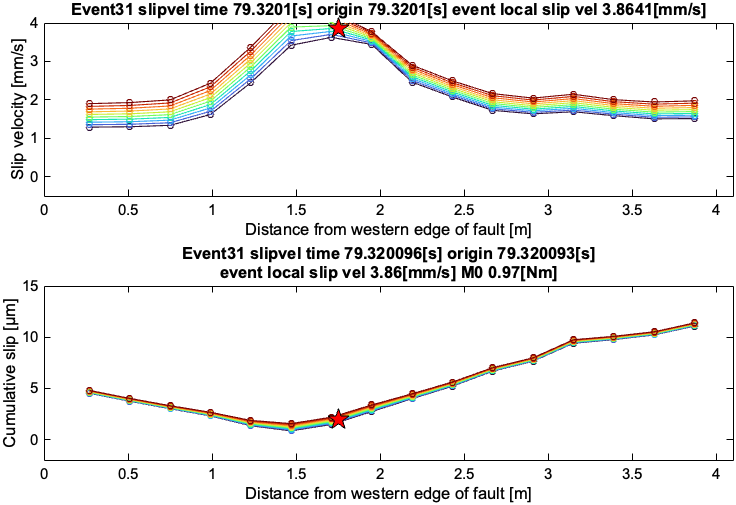 Event31 slipvel time 79.3201[s] origin 79.3201[s] event local slip vel 3.8641[mm/s]
4
3
2
1
0
Slip velocity [mm/s]
0 0.5 1 1.5 2 2.5 3 3.5 4
Distance from western edge of fault [m]
Event31 slipvel time 79.320096[s] origin 79.320093[s]
event local slip vel 3.86[mm/s] M0 0.97[Nm]
15
10
5
0
Cumulative slip [μm]
0 0.5 1 1.5 2 2.5 3 3.5 4
Distance from western edge of fault [m]